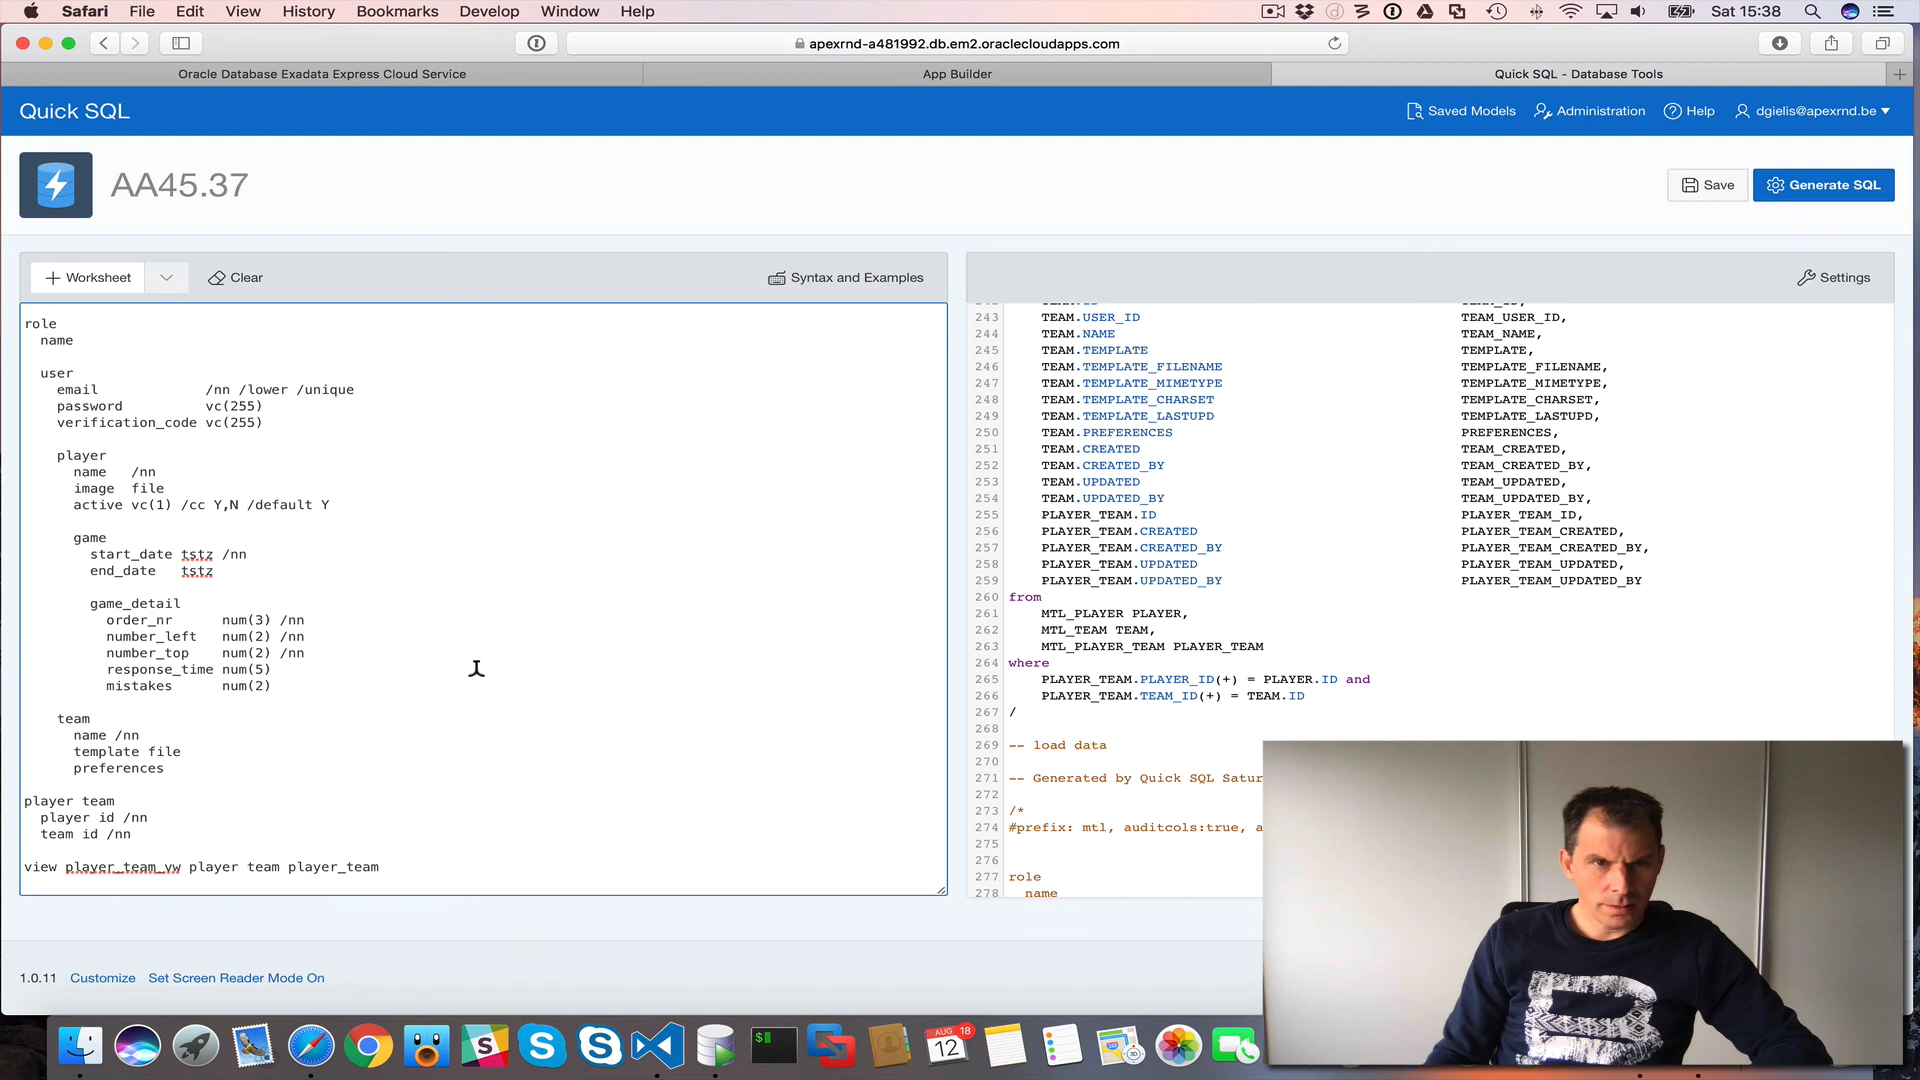 Safari File Edit View History Bookmarks Develop Window Help Sat 15:38
apexrnd-a481992.db.em2.oraclecloudapps.com
Oracle Database Exadata Express Cloud Service App Builder Quick SQL - Database Tools
Quick SQL Saved Models Administration Help dgielis@apexrnd.be
AA45.37 Save Generate SQL
Worksheet Clear Syntax and Examples
role
name
user
email /nn /lower /unique
password vc(255)
verification_code vc(255)
player
name /nn
image file
active vc(1) /cc Y,N /default Y
game
start_date tstz /nn
end_date tstz
game_detail
order_nr num(3) /nn
number_left num(2) /nn
number_top num(2) /nn
response_time num(5)
mistakes num(2)
team
name /nn
template file
preferences
player team
player id /nn
team id /nn
view player_team_vw player team player_team
Settings
243 TEAM.USER_ID TEAM_USER_ID,
244 TEAM.NAME TEAM_NAME,
245 TEAM.TEMPLATE TEMPLATE,
246 TEAM.TEMPLATE_FILENAME TEMPLATE_FILENAME,
247 TEAM.TEMPLATE_MIMETYPE TEMPLATE_MIMETYPE,
248 TEAM.TEMPLATE_CHARSET TEMPLATE_CHARSET,
249 TEAM.TEMPLATE_LASTUPD TEMPLATE_LASTUPD,
250 TEAM.PREFERENCES PREFERENCES,
251 TEAM.CREATED TEAM_CREATED,
252 TEAM.CREATED_BY TEAM_CREATED_BY,
253 TEAM.UPDATED TEAM_UPDATED,
254 TEAM.UPDATED_BY TEAM_UPDATED_BY,
255 PLAYER_TEAM.ID PLAYER_TEAM_ID,
256 PLAYER_TEAM.CREATED PLAYER_TEAM_CREATED,
257 PLAYER_TEAM.CREATED_BY PLAYER_TEAM_CREATED_BY,
258 PLAYER_TEAM.UPDATED PLAYER_TEAM_UPDATED,
259 PLAYER_TEAM.UPDATED_BY PLAYER_TEAM_UPDATED_BY
260 from
261 MTL_PLAYER PLAYER,
262 MTL_TEAM TEAM,
263 MTL_PLAYER_TEAM PLAYER_TEAM
264 where
265 PLAYER_TEAM.PLAYER_ID(+) = PLAYER.ID and
266 PLAYER_TEAM.TEAM_ID(+) = TEAM.ID
267 /
268
269 -- load data
270
271 -- Generated by Quick SQL Satur
272
273 /*
274 #prefix: mtl, auditcols:true, a
275
276
277 role
278 name
1.0.11 Customize Set Screen Reader Mode On
AUG 18
12